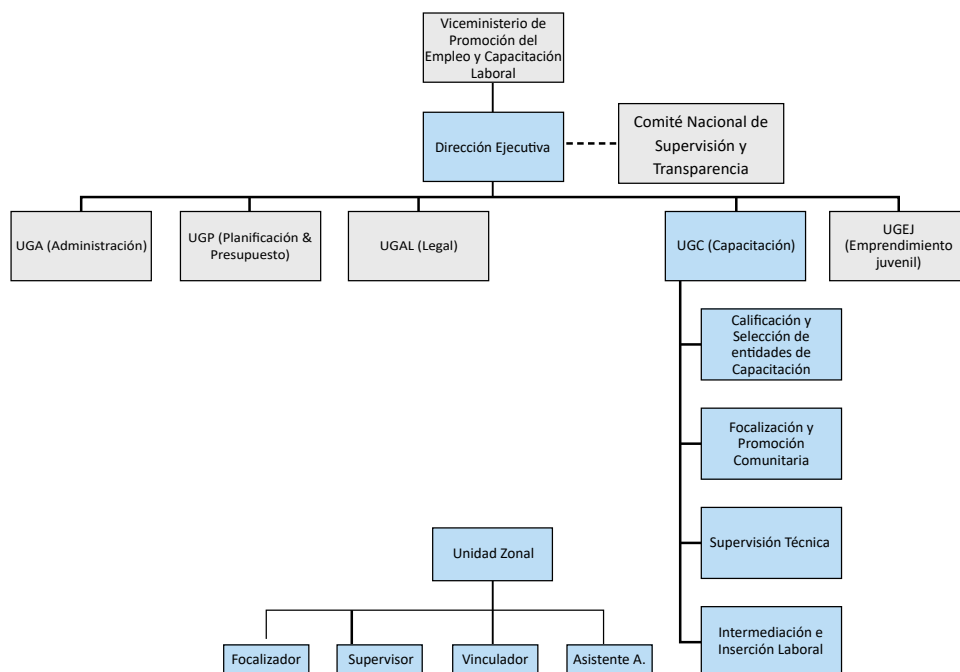 Viceministerio de
Promoción del
Empleo y Capacitación
Laboral
Dirección Ejecutiva
Comité Nacional de
Supervisión y
Transparencia
UGA (Administración)
UGP (Planificación &
Presupuesto)
UGAL (Legal)
UGC (Capacitación)
UGEJ
(Emprendimiento
juvenil)
Calificación y
Selección de
entidades de
Capacitación
Focalización y
Promoción
Comunitaria
Supervisión Técnica
Intermediación e
Inserción Laboral
Unidad Zonal
Focalizador
Supervisor
Vinculador
Asistente A.